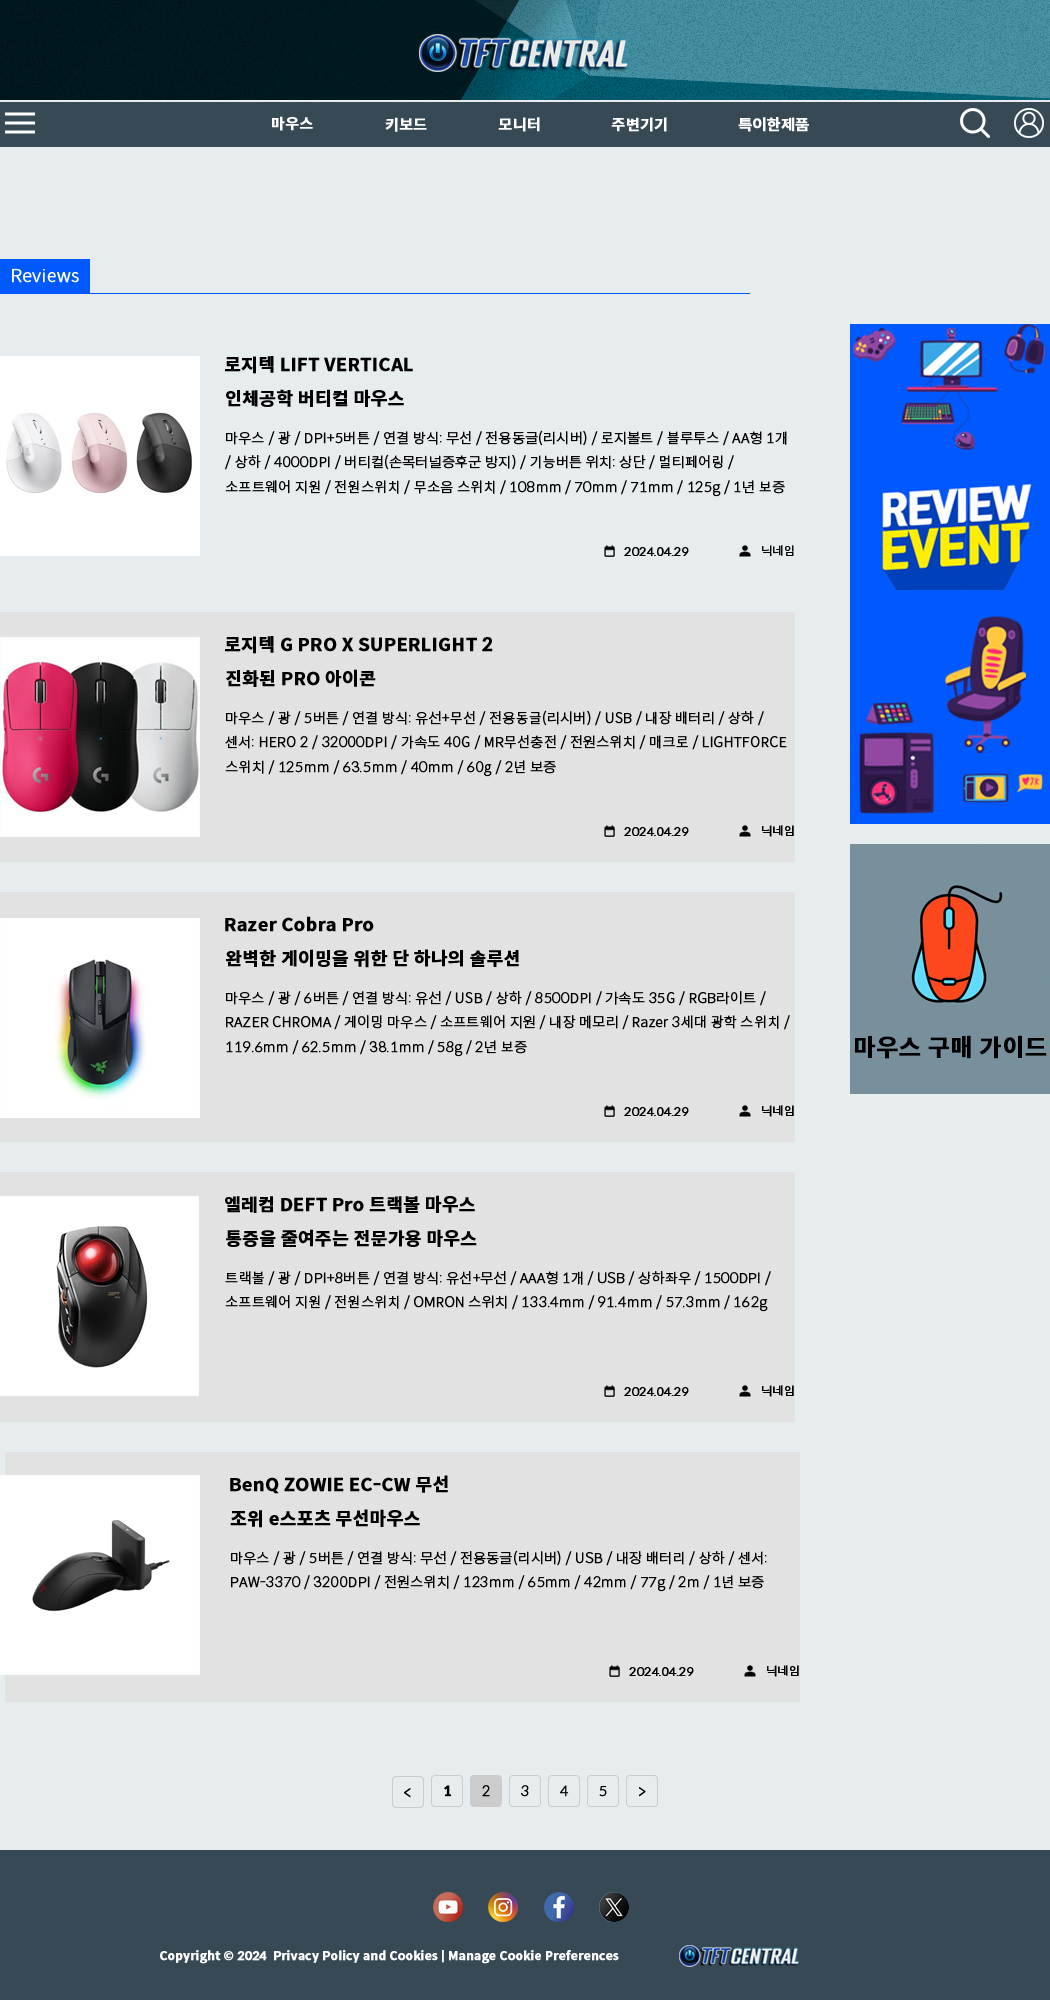 TFTCENTRAL
마우스 키보드 모니터 주변기기 특이한제품
Reviews
로지텍 LIFT VERTICAL
인체공학 버티컬 마우스
마우스 / 광 / DPI+5버튼 / 연결 방식: 무선 / 전용동글(리시버) / 로지볼트 / 블루투스 / AA형 1개
/ 상하 / 4000DPI / 버티컬(손목터널증후군 방지) / 기능버튼 위치: 상단 / 멀티페어링 /
소프트웨어 지원 / 전원스위치 / 무소음 스위치 / 108mm / 70mm / 71mm / 125g / 1년 보증
2024.04.29 닉네임
로지텍 G PRO X SUPERLIGHT 2
진화된 PRO 아이콘
마우스 / 광 / 5버튼 / 연결 방식: 유선+무선 / 전용동글(리시버) / USB / 내장 배터리 / 상하 /
센서: HERO 2 / 32000DPI / 가속도 40G / MR무선충전 / 전원스위치 / 매크로 / LIGHTFORCE
스위치 / 125mm / 63.5mm / 40mm / 60g / 2년 보증
2024.04.29 닉네임
Razer Cobra Pro
완벽한 게이밍을 위한 단 하나의 솔루션
마우스 / 광 / 6버튼 / 연결 방식: 유선 / USB / 상하 / 8500DPI / 가속도 35G / RGB라이트 /
RAZER CHROMA / 게이밍 마우스 / 소프트웨어 지원 / 내장 메모리 / Razer 3세대 광학 스위치 /
119.6mm / 62.5mm / 38.1mm / 58g / 2년 보증
2024.04.29 닉네임
엘레컴 DEFT Pro 트랙볼 마우스
통증을 줄여주는 전문가용 마우스
트랙볼 / 광 / DPI+8버튼 / 연결 방식: 유선+무선 / AAA형 1개 / USB / 상하좌우 / 1500DPI /
소프트웨어 지원 / 전원스위치 / OMRON 스위치 / 133.4mm / 91.4mm / 57.3mm / 162g
2024.04.29 닉네임
BenQ ZOWIE EC-CW 무선
조위 e스포츠 무선마우스
마우스 / 광 / 5버튼 / 연결 방식: 무선 / 전용동글(리시버) / USB / 내장 배터리 / 상하 / 센서:
PAW-3370 / 3200DPI / 전원스위치 / 123mm / 65mm / 42mm / 77g / 2m / 1년 보증
2024.04.29 닉네임
REVIEW
EVENT
마우스 구매 가이드
< 1 2 3 4 5 >
Copyright © 2024 Privacy Policy and Cookies | Manage Cookie Preferences
TFTCENTRAL